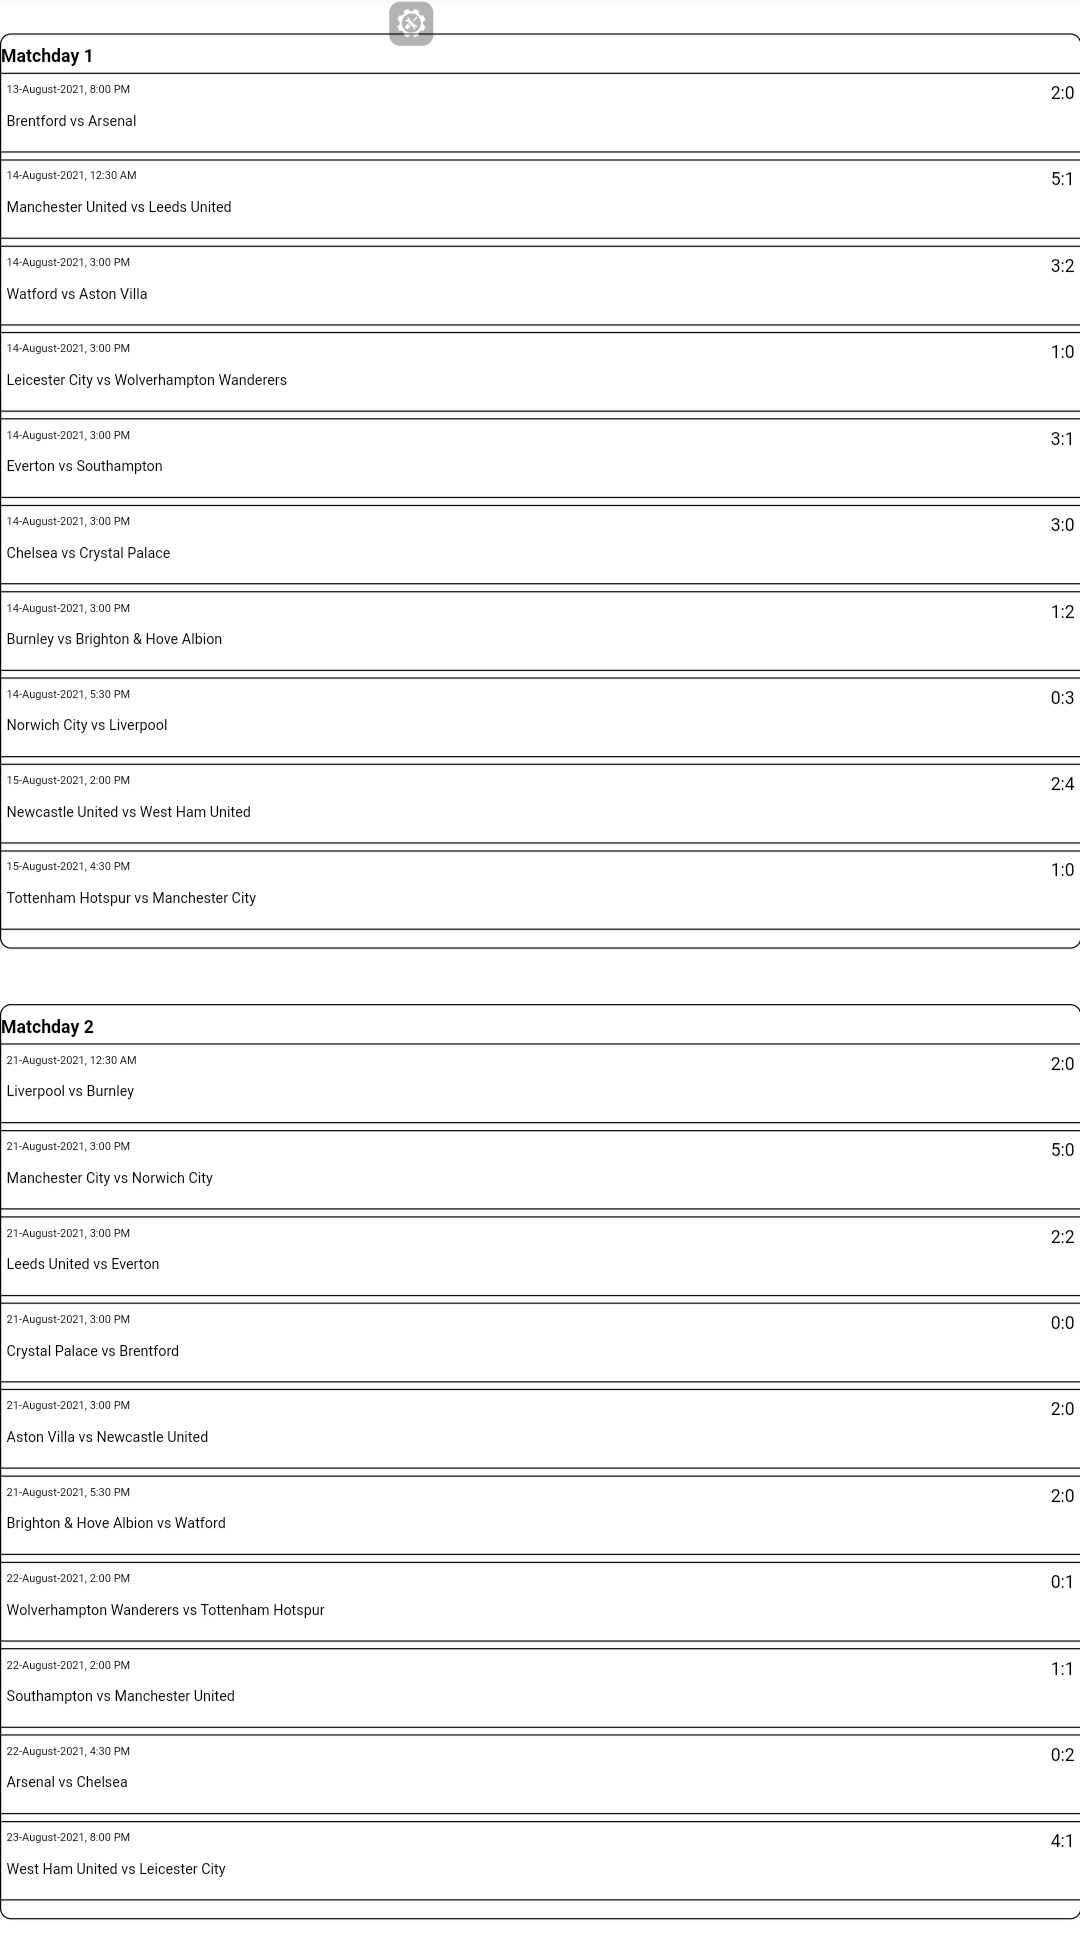 Matchday 1
13-August-2021, 8:00 PM
2:0
Brentford vs Arsenal
14-August-2021, 12:30 AM
5:1
Manchester United vs Leeds United
14-August-2021, 3:00 PM
3:2
Watford vs Aston Villa
14-August-2021, 3:00 PM
1:0
Leicester City vs Wolverhampton Wanderers
14-August-2021, 3:00 PM
3:1
Everton vs Southampton
14-August-2021, 3:00 PM
3:0
Chelsea vs Crystal Palace
14-August-2021, 3:00 PM
1:2
Burnley vs Brighton & Hove Albion
14-August-2021, 5:30 PM
0:3
Norwich City vs Liverpool
15-August-2021, 2:00 PM
2:4
Newcastle United vs West Ham United
15-August-2021, 4:30 PM
1:0
Tottenham Hotspur vs Manchester City
Matchday 2
21-August-2021, 12:30 AM
2:0
Liverpool vs Burnley
21-August-2021, 3:00 PM
5:0
Manchester City vs Norwich City
21-August-2021, 3:00 PM
2:2
Leeds United vs Everton
21-August-2021, 3:00 PM
0:0
Crystal Palace vs Brentford
21-August-2021, 3:00 PM
2:0
Aston Villa vs Newcastle United
21-August-2021, 5:30 PM
2:0
Brighton & Hove Albion vs Watford
22-August-2021, 2:00 PM
0:1
Wolverhampton Wanderers vs Tottenham Hotspur
22-August-2021, 2:00 PM
1:1
Southampton vs Manchester United
22-August-2021, 4:30 PM
0:2
Arsenal vs Chelsea
23-August-2021, 8:00 PM
4:1
West Ham United vs Leicester City